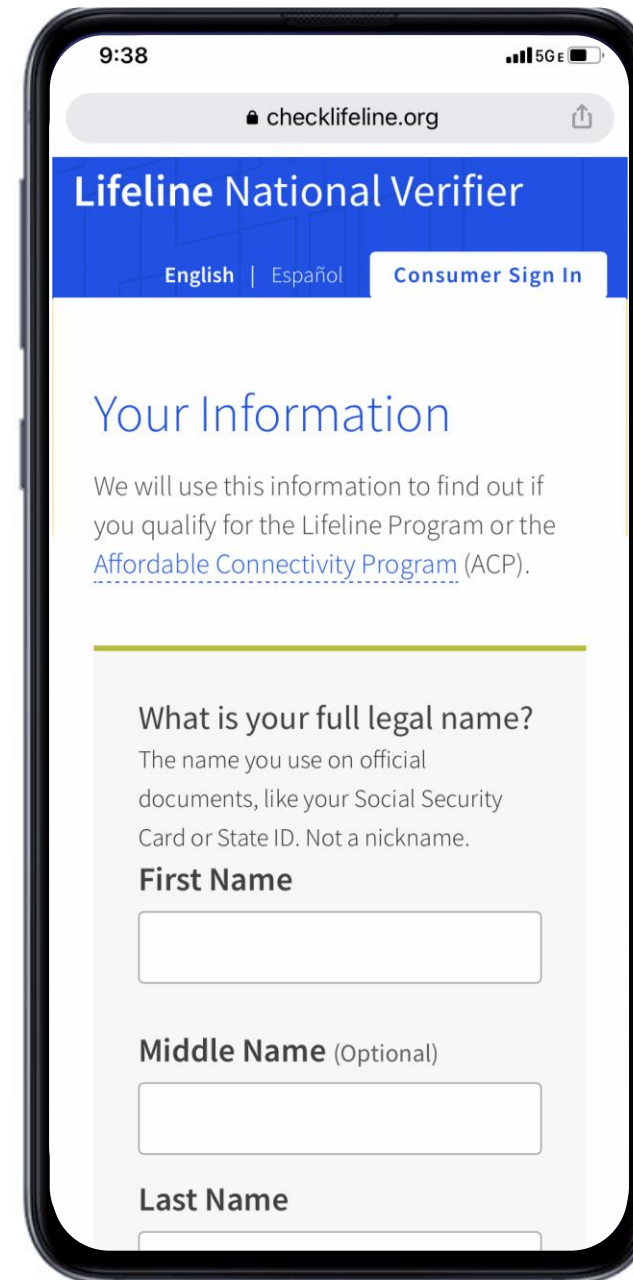 9:38 5G E
checklifeline.org
Lifeline National Verifier
English | Español Consumer Sign In
Your Information
We will use this information to find out if
you qualify for the Lifeline Program or the
Affordable Connectivity Program (ACP).
What is your full legal name?
The name you use on official
documents, like your Social Security
Card or State ID. Not a nickname.
First Name
Middle Name (Optional)
Last Name